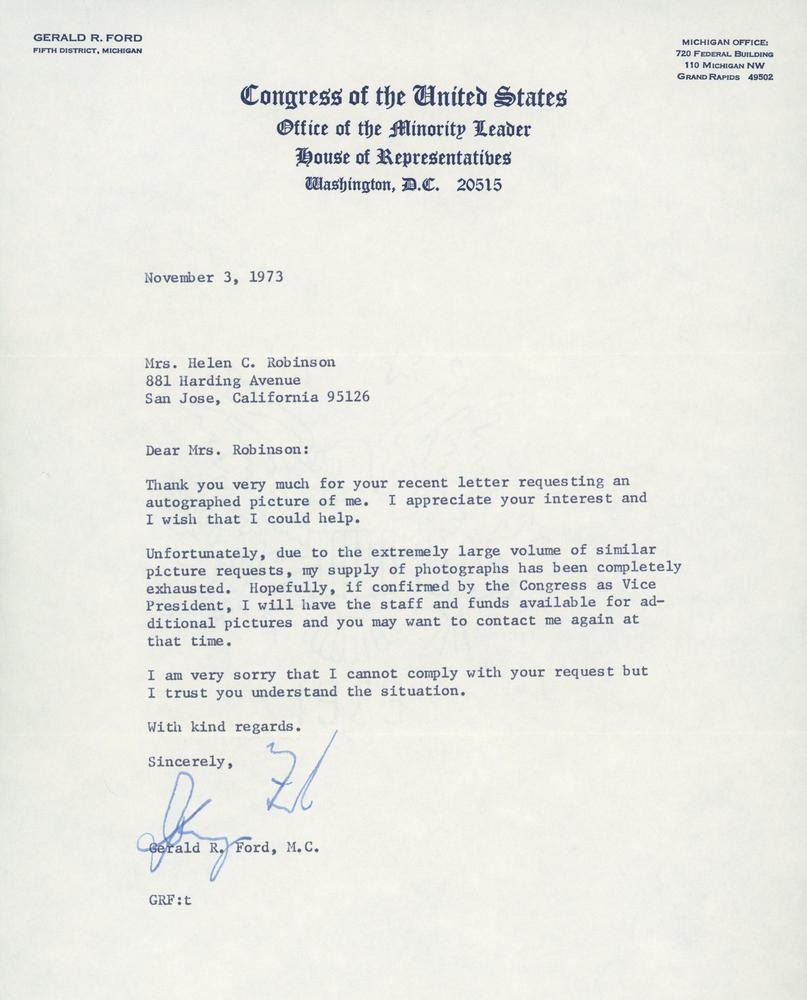 GERALD R. FORD
FIFTH DISTRICT, MICHIGAN
MICHIGAN OFFICE:
720 FEDERAL BUILDING
110 MICHIGAN NW
GRAND RAPIDS 49502
Congress of the United States
Office of the Minority Leader
House of Representatives
Washington, D.C. 20515
November 3, 1973
Mrs. Helen C. Robinson
881 Harding Avenue
San Jose, California 95126
Dear Mrs. Robinson:
Thank you very much for your recent letter requesting an
autographed picture of me. I appreciate your interest and
I wish that I could help.
Unfortunately, due to the extremely large volume of similar
picture requests, my supply of photographs has been completely
exhausted. Hopefully, if confirmed by the Congress as Vice
President, I will have the staff and funds available for ad-
ditional pictures and you may want to contact me again at
that time.
I am very sorry that I cannot comply with your request but
I trust you understand the situation.
With kind regards.
Sincerely,
Gerald R. Ford, M.C.
GRF:t